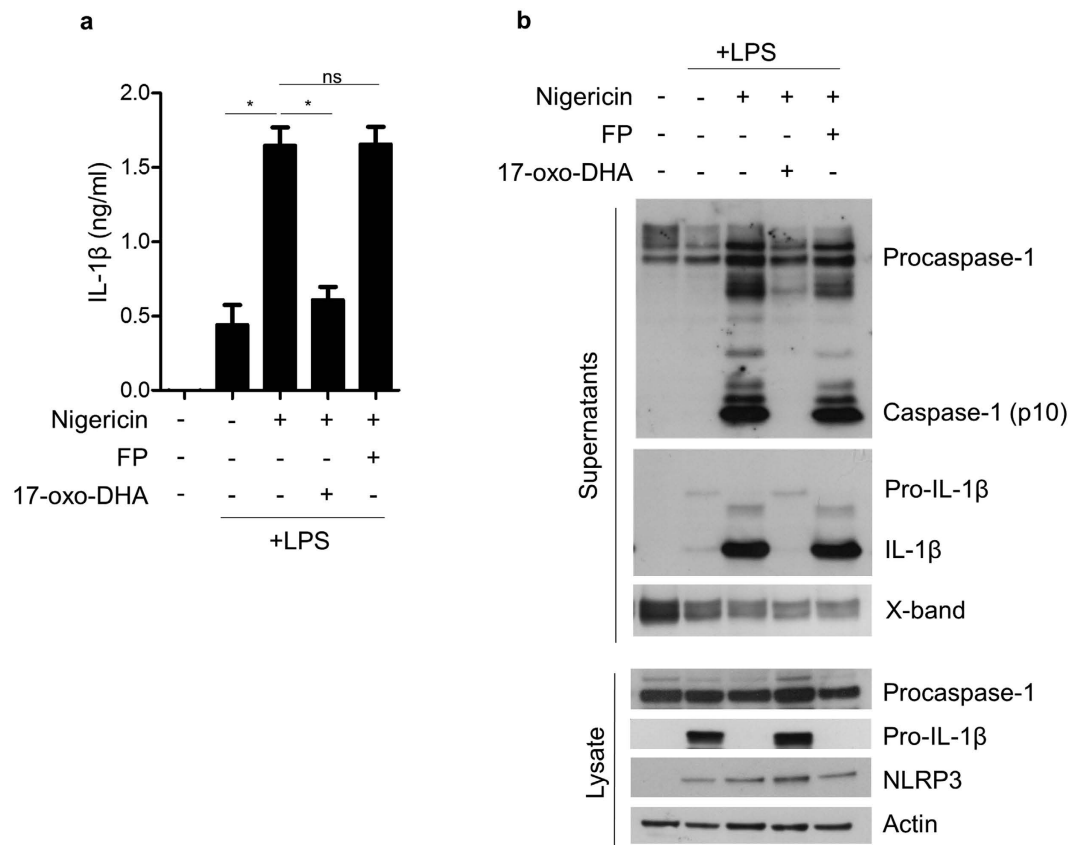 a
ns
* *
2.0
1.5
1.0
0.5
0.0
IL-1β (ng/ml)
Nigericin - - + + +
FP - - - - +
17-oxo-DHA - - - + -
+LPS
b
+LPS
Nigericin - - + + +
FP - - - - +
17-oxo-DHA - - - + -
Supernatants
Procaspase-1
Caspase-1 (p10)
Pro-IL-1β
IL-1β
X-band
Lysate
Procaspase-1
Pro-IL-1β
NLRP3
Actin